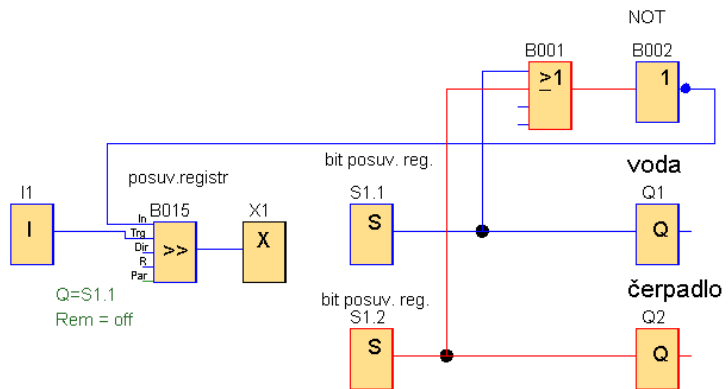 NOT
B001
B002
≥1
1
bit posuv. reg.
voda
posuv.registr
I1
S1.1
Q1
B015
X1
In
I
Trg
S
Q
Dir
>>
X
R
Par
Q=S1.1
Rem = off
bit posuv. reg.
čerpadlo
S1.2
Q2
S
Q